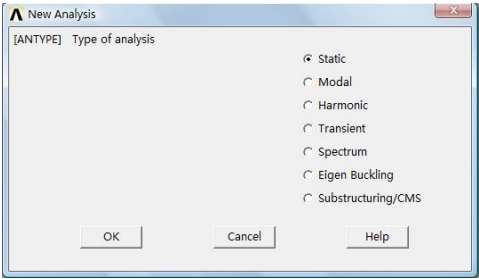 New Analysis
[ANTYPE] Type of analysis
Static
Modal
Harmonic
Transient
Spectrum
Eigen Buckling
Substructuring/CMS
OK Cancel Help